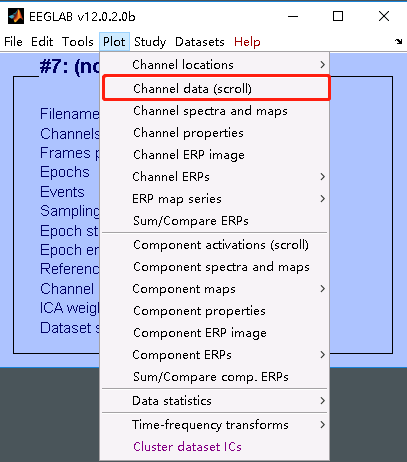 EEGLAB v12.0.2.0b
File Edit Tools Plot Study Datasets Help
#7: (no
Filename
Channels
Frames p
Epochs
Events
Sampling
Epoch st
Epoch en
Referenc
Channel
ICA weig
Dataset s
Channel locations
Channel data (scroll)
Channel spectra and maps
Channel properties
Channel ERP image
Channel ERPs
ERP map series
Sum/Compare ERPs
Component activations (scroll)
Component spectra and maps
Component maps
Component properties
Component ERP image
Component ERPs
Sum/Compare comp. ERPs
Data statistics
Time-frequency transforms
Cluster dataset ICs